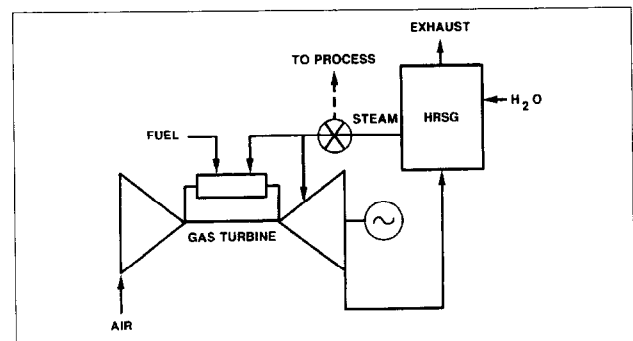 EXHAUST
TO PROCESS
STEAM
HRSG
H2O
FUEL
GAS TURBINE
AIR